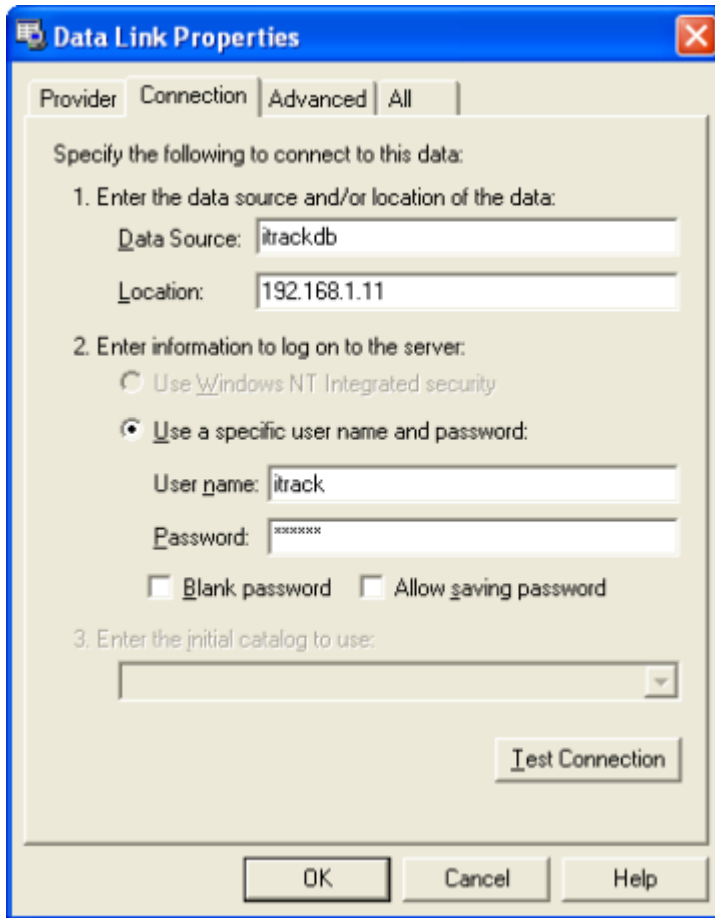 Data Link Properties
Provider Connection Advanced All
Specify the following to connect to this data:
1. Enter the data source and/or location of the data:
Data Source: itrackdb
Location: 192.168.1.11
2. Enter information to log on to the server:
Use Windows NT Integrated security
Use a specific user name and password:
User name: itrack
Password: ******
Blank password Allow saving password
3. Enter the initial catalog to use:
Test Connection
OK Cancel Help